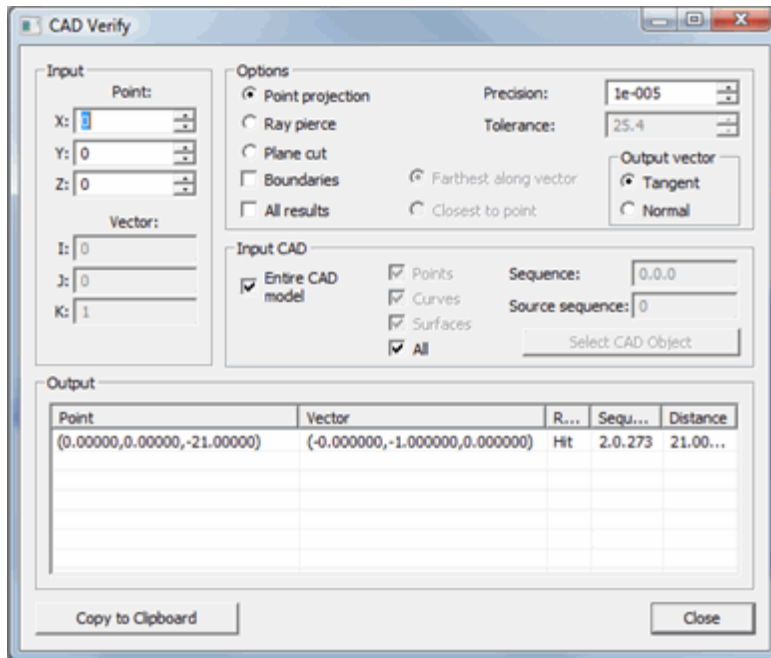 CAD Verify
Input
Point:
X: 0
Y: 0
Z: 0
Vector:
I: 0
J: 0
K: 1
Options
Point projection
Ray pierce
Plane cut
Boundaries
All results
Farthest along vector
Closest to point
Precision: 1e-005
Tolerance: 25.4
Output vector
Tangent
Normal
Input CAD
Entire CAD
model
Points
Curves
Surfaces
All
Sequence: 0.0.0
Source sequence: 0
Select CAD Object
Output
Point Vector R... Sequ... Distance
(0.00000,0.00000,-21.00000) (-0.000000,-1.000000,0.000000) Hit 2.0.273 21.00...
Copy to Clipboard
Close